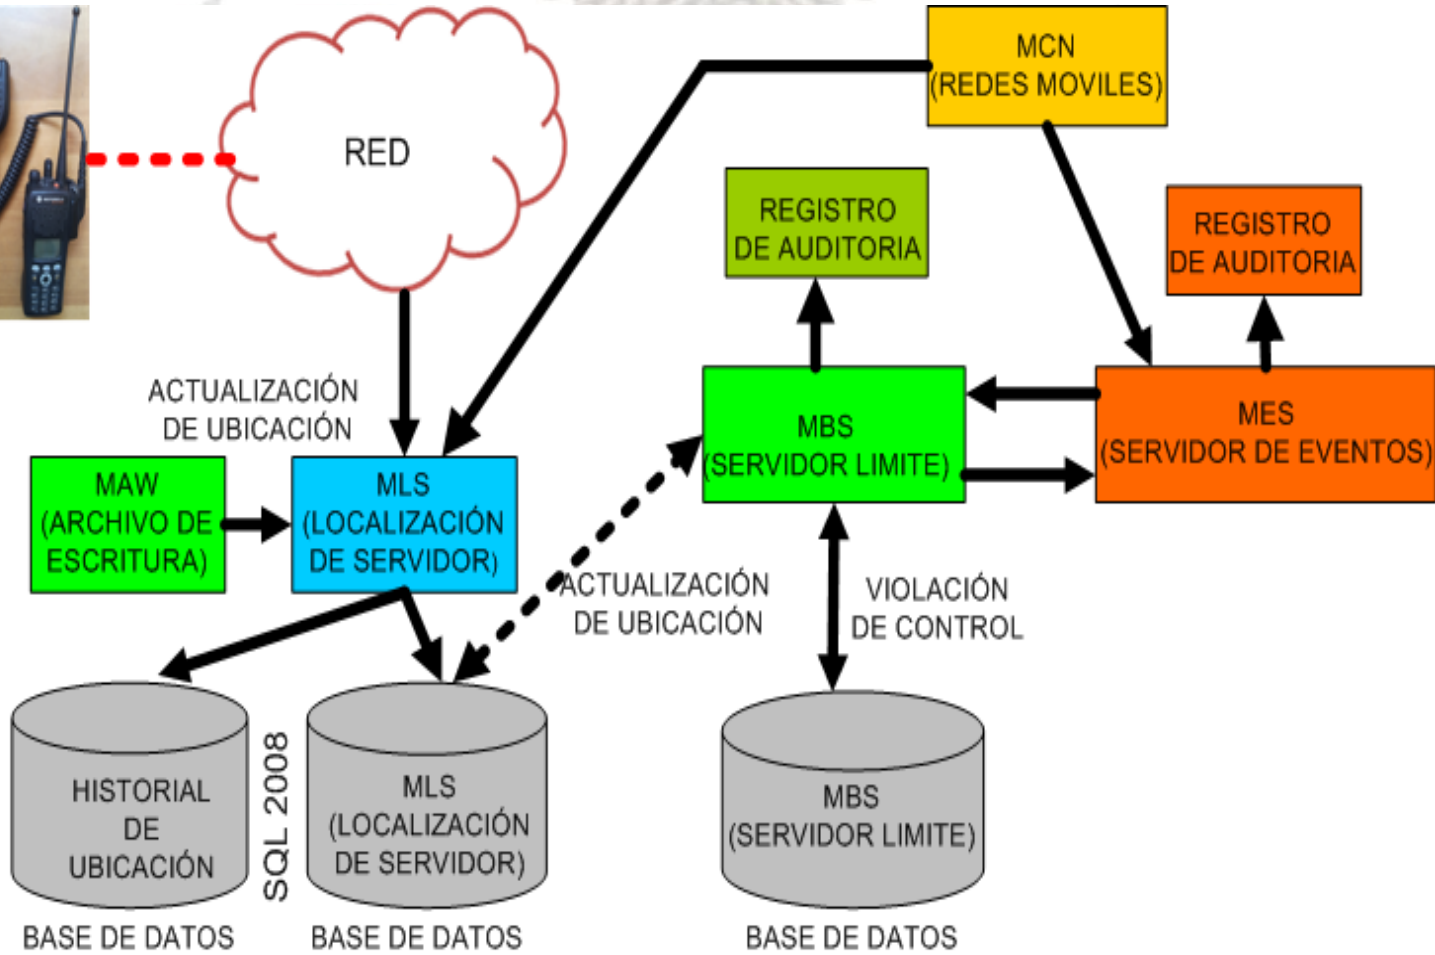 MCN
(REDES MOVILES)
RED
REGISTRO
DE AUDITORIA
REGISTRO
DE AUDITORIA
ACTUALIZACIÓN
DE UBICACIÓN
MAW
(ARCHIVO DE
ESCRITURA)
MLS
(LOCALIZACIÓN
DE SERVIDOR)
MBS
(SERVIDOR LIMITE)
MES
(SERVIDOR DE EVENTOS)
ACTUALIZACIÓN
DE UBICACIÓN
VIOLACIÓN
DE CONTROL
HISTORIAL
DE
UBICACIÓN
SQL 2008
MLS
(LOCALIZACIÓN
DE SERVIDOR)
MBS
(SERVIDOR LIMITE)
BASE DE DATOS
BASE DE DATOS
BASE DE DATOS